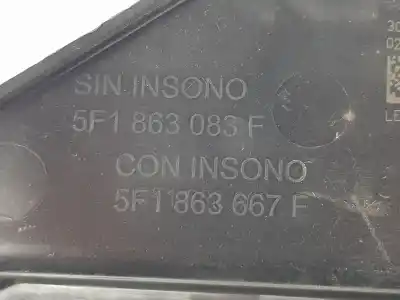 SIN INSONO
5F1 863 083 F
CON INSONO
5F1 863 667 F